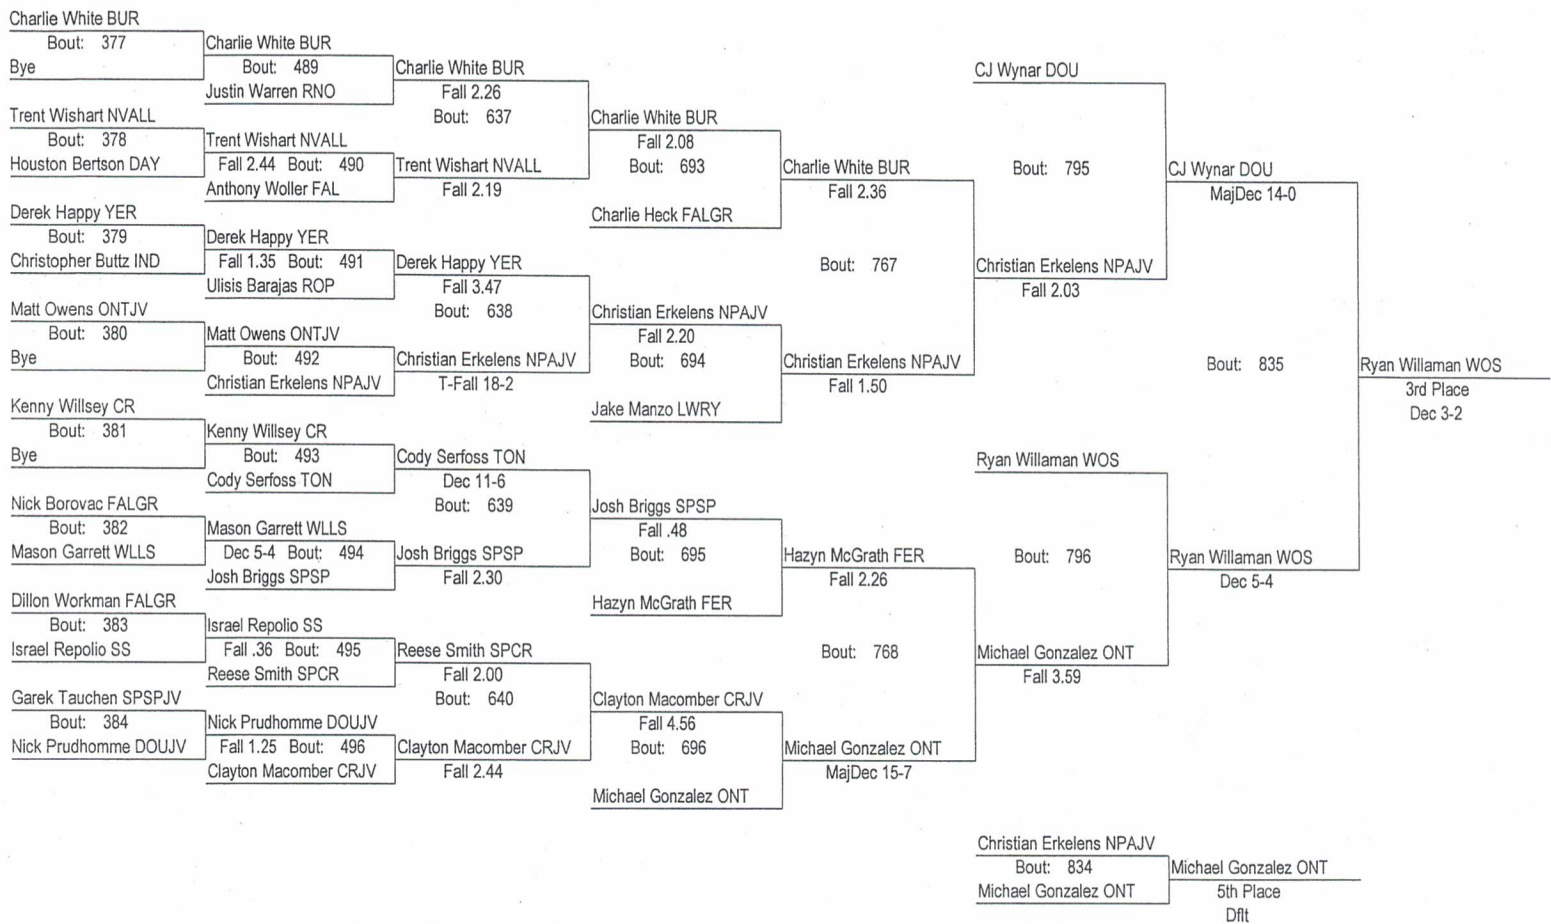 Charlie White BUR
Bout: 377
Bye
Trent Wishart NVALL
Bout: 378
Houston Bertson DAY
Derek Happy YER
Bout: 379
Christopher Buttz IND
Matt Owens ONTJV
Bout: 380
Bye
Kenny Willsey CR
Bout: 381
Bye
Nick Borovac FALGR
Bout: 382
Mason Garrett WLLS
Dillon Workman FALGR
Bout: 383
Israel Repolio SS
Garek Tauchen SPSPJV
Bout: 384
Nick Prudhomme DOUJV
Charlie White BUR
Bout: 489
Justin Warren RNO
Trent Wishart NVALL
Fall 2.44 Bout: 490
Anthony Woller FAL
Derek Happy YER
Fall 1.35 Bout: 491
Ulisis Barajas ROP
Matt Owens ONTJV
Bout: 492
Christian Erkelens NPAJV
Kenny Willsey CR
Bout: 493
Cody Serfoss TON
Mason Garrett WLLS
Dec 5-4 Bout: 494
Josh Briggs SPSP
Israel Repolio SS
Fall .36 Bout: 495
Reese Smith SPCR
Nick Prudhomme DOUJV
Fall 1.25 Bout: 496
Clayton Macomber CRJV
Charlie White BUR
Fall 2.26
Bout: 637
Trent Wishart NVALL
Fall 2.19
Derek Happy YER
Fall 3.47
Bout: 638
Christian Erkelens NPAJV
T-Fall 18-2
Cody Serfoss TON
Dec 11-6
Bout: 639
Josh Briggs SPSP
Fall 2.30
Reese Smith SPCR
Fall 2.00
Bout: 640
Clayton Macomber CRJV
Fall 2.44
Charlie White BUR
Fall 2.08
Bout: 693
Charlie Heck FALGR
Christian Erkelens NPAJV
Fall 2.20
Bout: 694
Jake Manzo LWRY
Josh Briggs SPSP
Fall .48
Bout: 695
Hazyn McGrath FER
Clayton Macomber CRJV
Fall 4.56
Bout: 696
Michael Gonzalez ONT
Charlie White BUR
Fall 2.36
Bout: 767
Christian Erkelens NPAJV
Fall 1.50
Hazyn McGrath FER
Fall 2.26
Bout: 768
Michael Gonzalez ONT
MajDec 15-7
CJ Wynar DOU
Bout: 795
Christian Erkelens NPAJV
Fall 2.03
Ryan Willaman WOS
Bout: 796
Michael Gonzalez ONT
Fall 3.59
CJ Wynar DOU
MajDec 14-0
Bout: 835
Ryan Willaman WOS
Dec 5-4
Ryan Willaman WOS
3rd Place
Dec 3-2
Christian Erkelens NPAJV
Bout: 834
Michael Gonzalez ONT
Michael Gonzalez ONT
5th Place
Dflt